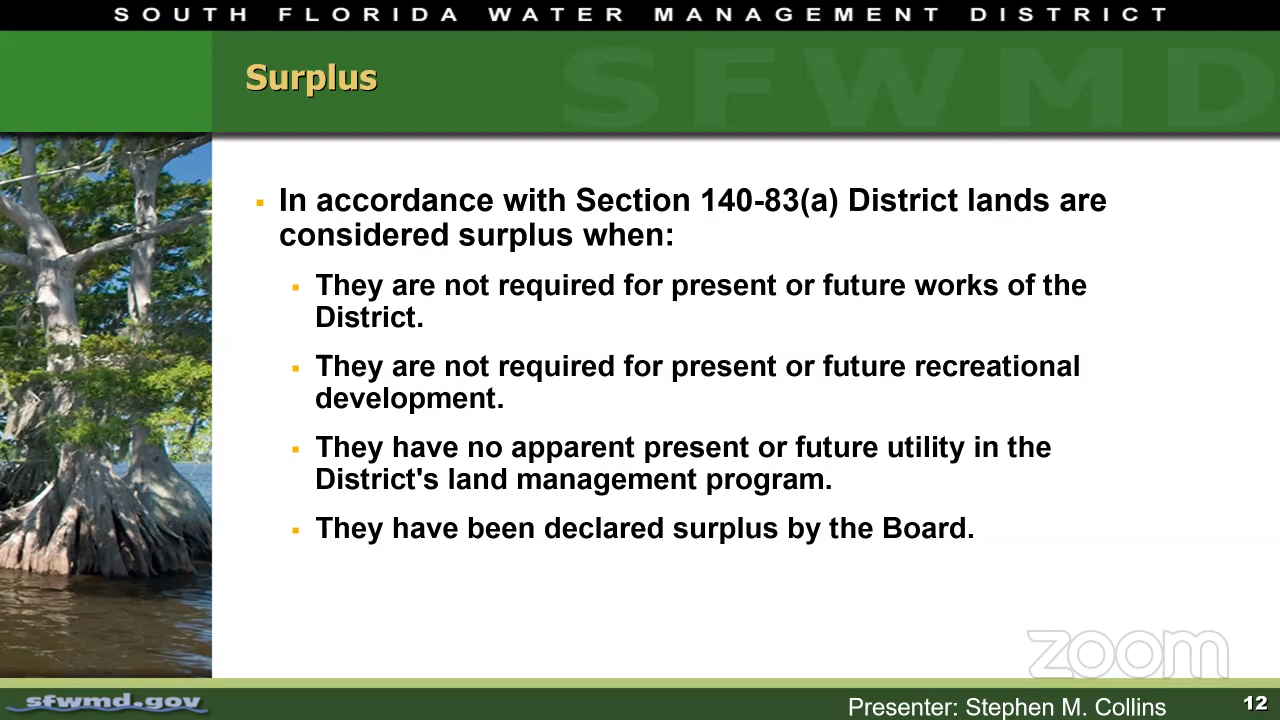 SOUTH FLORIDA WATER MANAGEMENT DISTRICT
SFWMD
Surplus
In accordance with Section 140-83(a) District lands are
considered surplus when:
They are not required for present or future works of the
District.
They are not required for present or future recreational
development.
They have no apparent present or future utility in the
District's land management program.
They have been declared surplus by the Board.
zoom
sfwmd.gov
Presenter: Stephen M. Collins
12